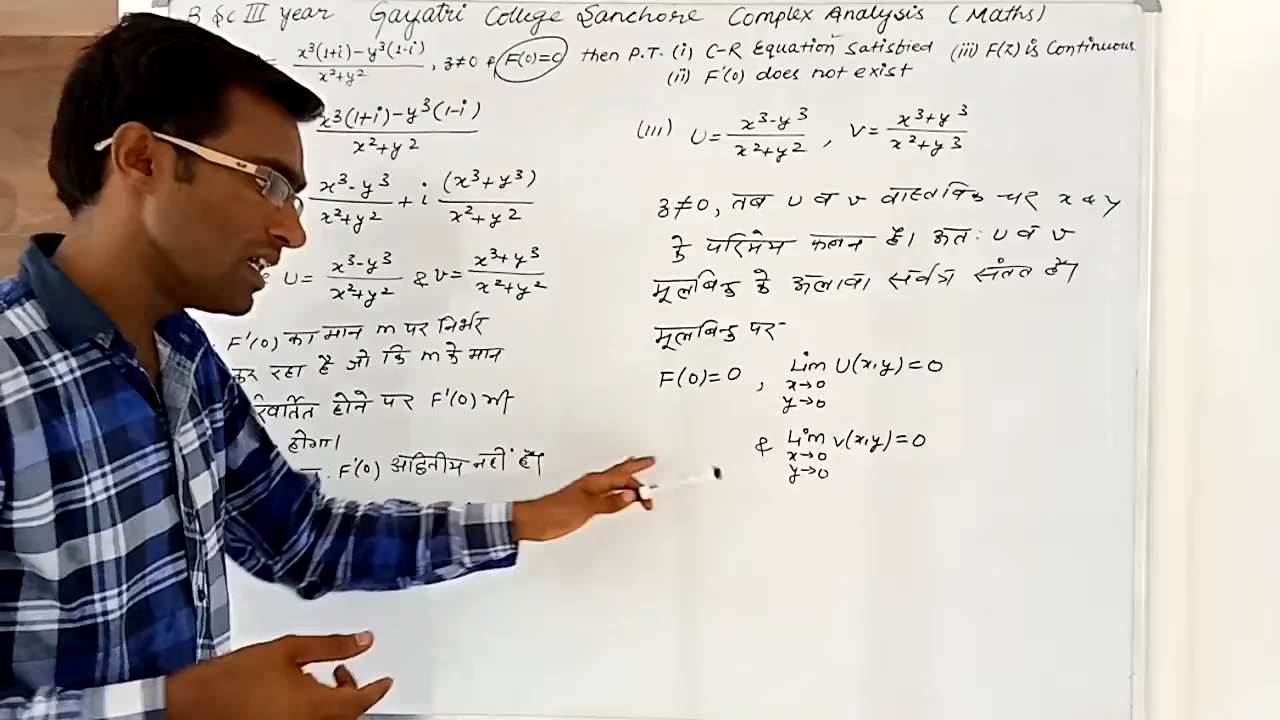 B Sc III year Gayatri College Sanchore Complex Analysis (Maths)
x³(1+i)-y³(1-i) / x²+y² , z≠0 & F(0)=0 then P.T. (i) C-R Equation satisbied (iii) F(z) is Continuous
(ii) F'(0) does not exist
x³(1+i)-y³(1-i) / x²+y²
x³-y³ / x²+y² + i (x³+y³) / x²+y²
U= x³-y³ / x²+y² & v= x³+y³ / x²+y²
F'(0) का मान m पर निर्भर
कर रहा है जो कि m के मान
होने पर F'(0) भी
होगा।
F'(0) अद्वितीय नहीं है।
(iii) U= x³-y³ / x²+y² , V= x³+y³ / x²+y3
z≠0, तब U व v वास्तविक चर x & y
के परिमेय फलन है। अतः U व v
मूलबिन्दु के अलावा सर्वत्र संतत है।
मूलबिन्दु पर-
F(0)=0 , Lim x→0 y→0 U(x,y)=0
& Lim x→0 y→0 v(x,y)=0